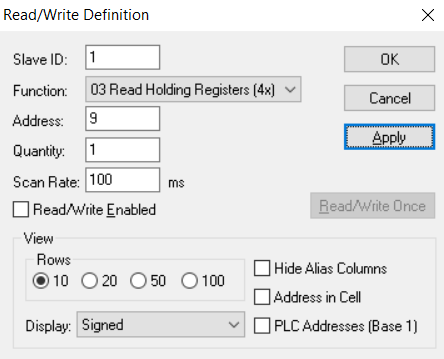 Read/Write Definition
Slave ID: 1
OK
Function: 03 Read Holding Registers (4x)
Cancel
Address: 9
Apply
Quantity: 1
Scan Rate: 100 ms
Read/Write Enabled
Read/Write Once
View
Rows
10 20 50 100
Hide Alias Columns
Address in Cell
Display: Signed
PLC Addresses (Base 1)